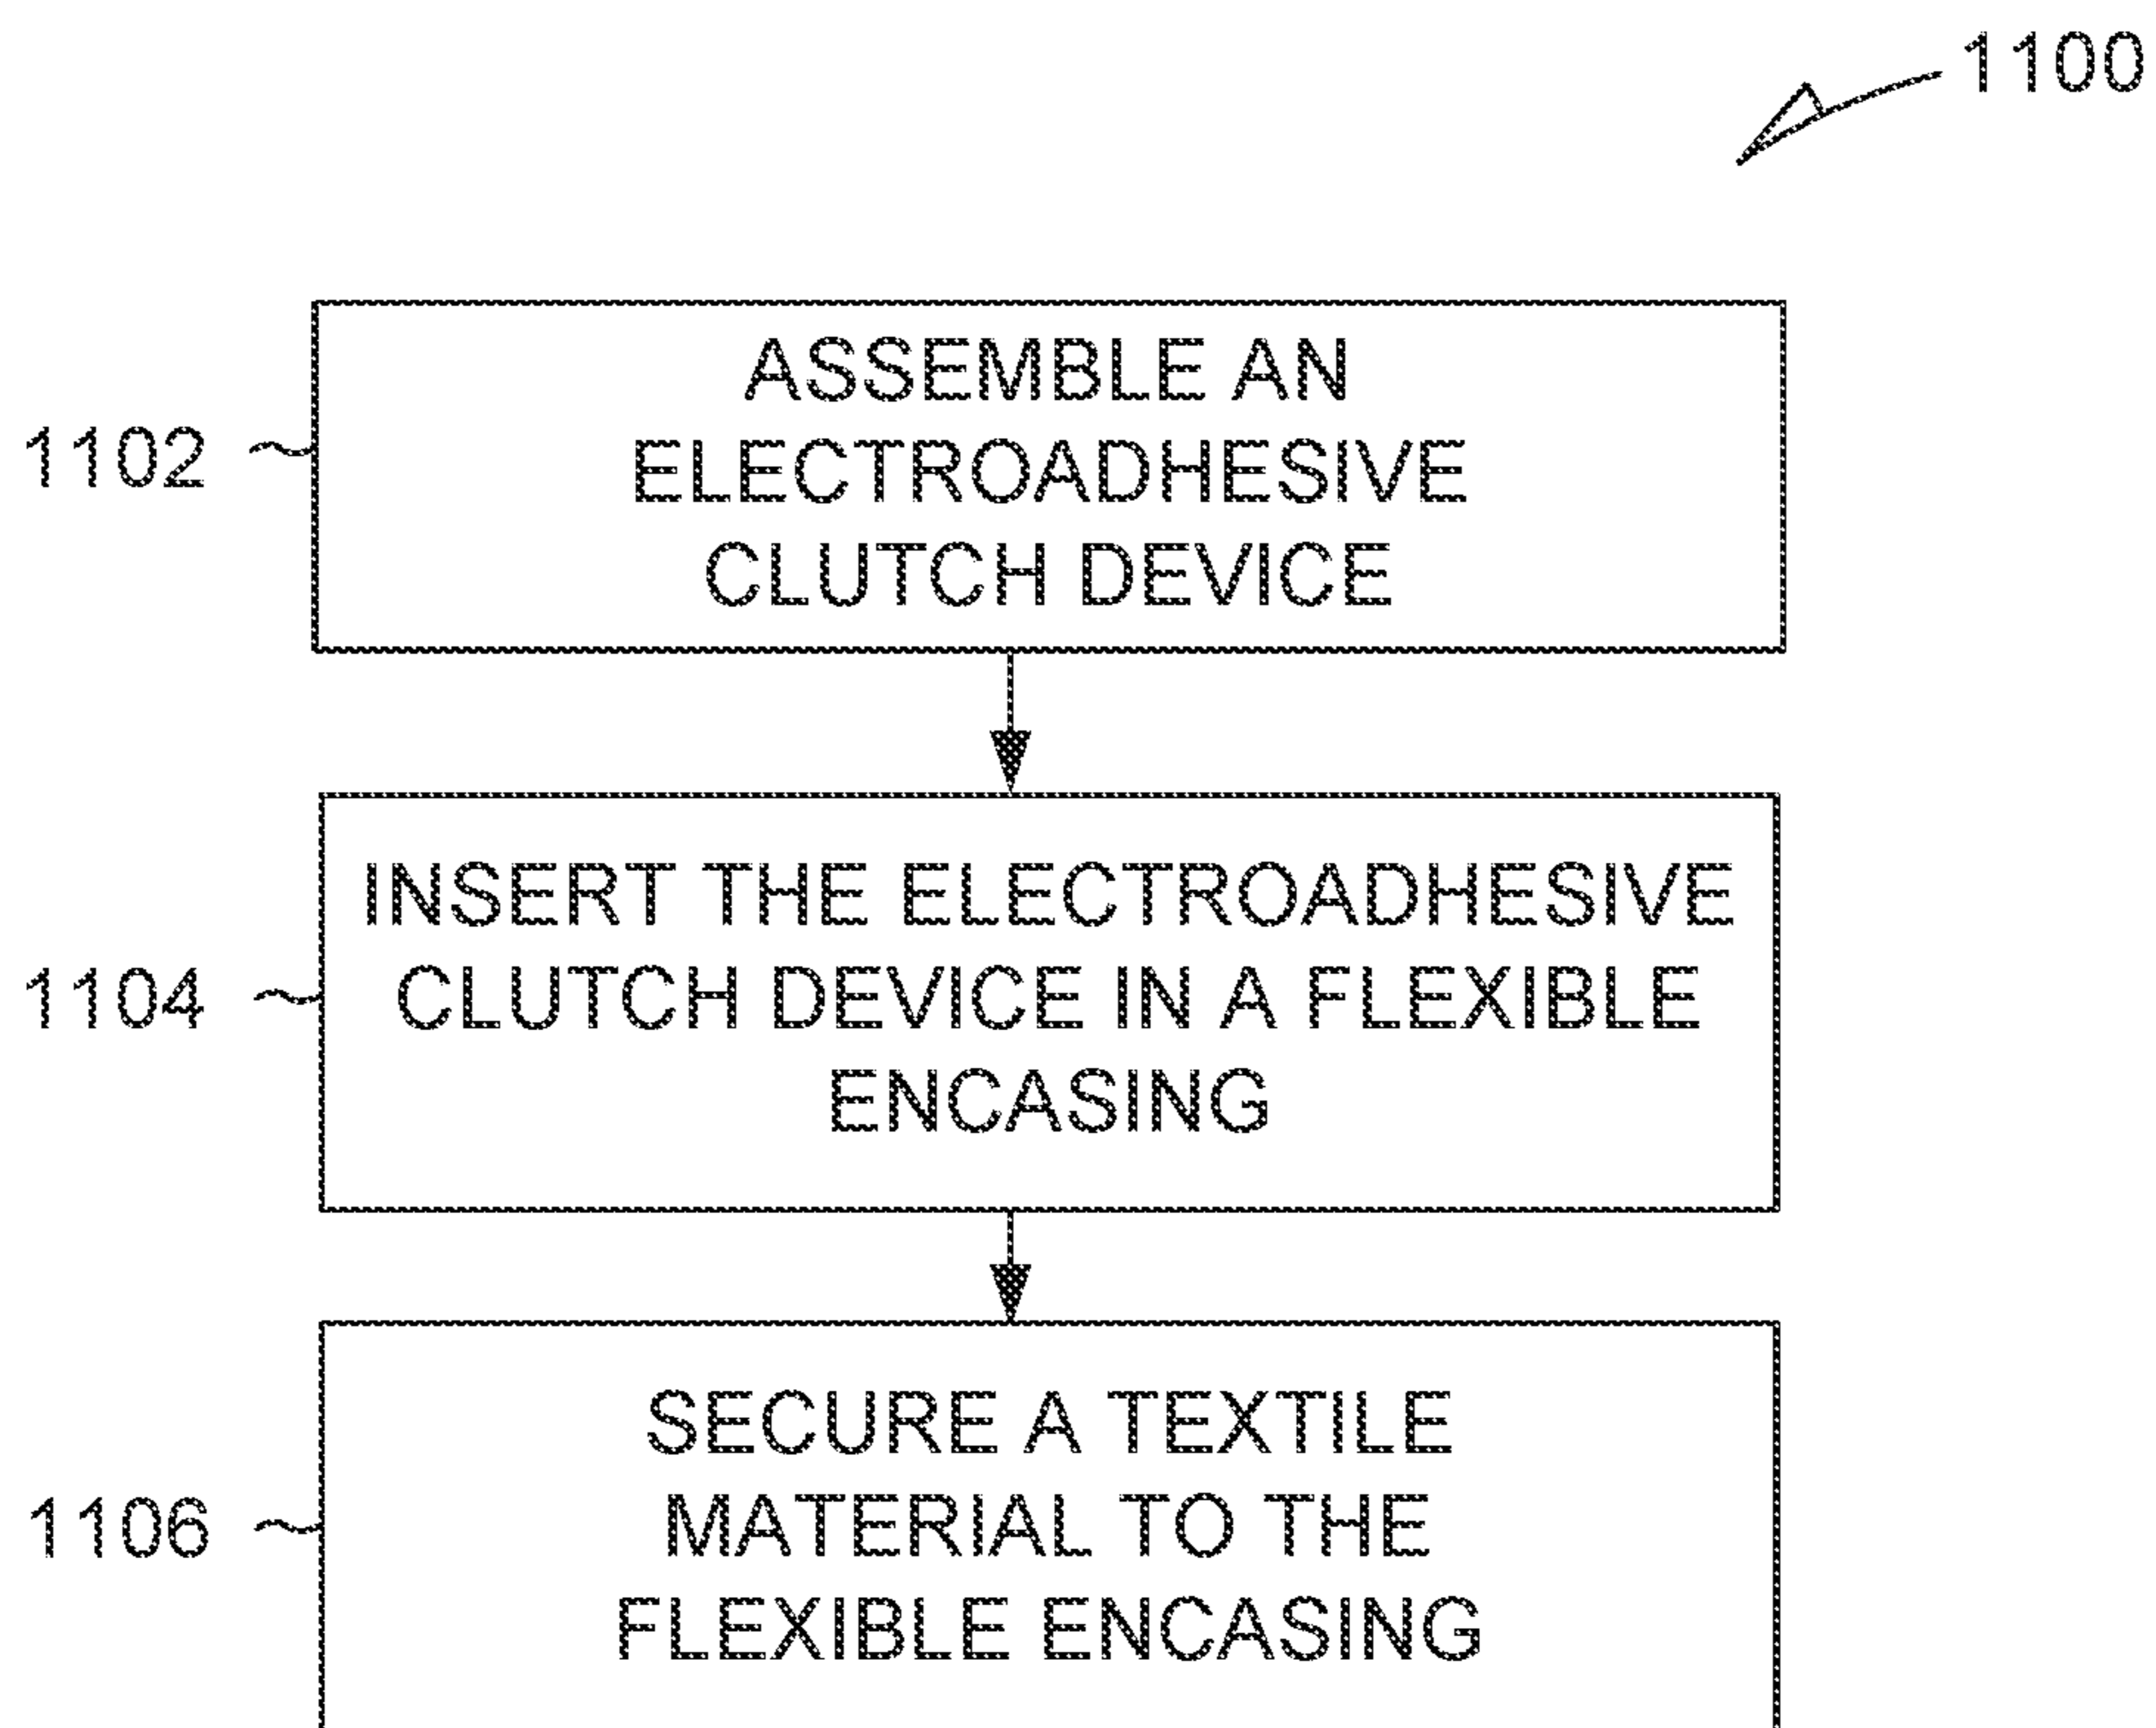 1100
ASSEMBLE AN
ELECTROADHESIVE
1102
CLUTCH DEVICE
INSERT THE ELECTROADHESIVE
1104
CLUTCH DEVICE IN A FLEXIBLE
ENCASING
SECURE A TEXTILE
1106
MATERIAL TO THE
FLEXIBLE ENCASING